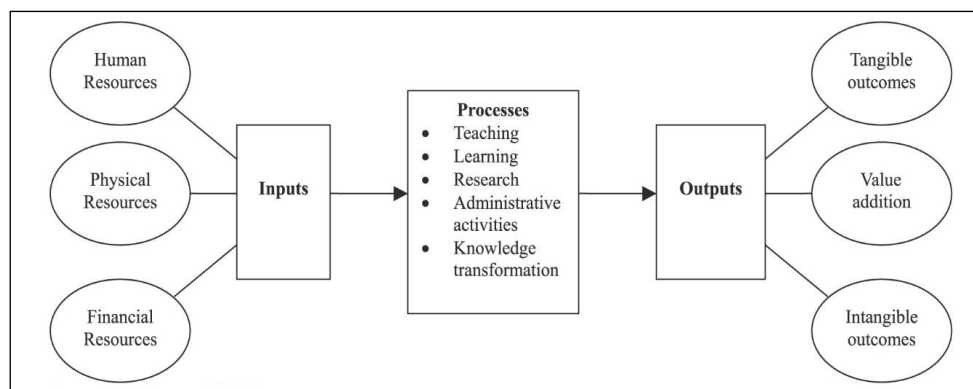 Human
Resources
Physical
Resources
Financial
Resources
Inputs
Processes
• Teaching
• Learning
• Research
• Administrative
activities
• Knowledge
transformation
Outputs
Tangible
outcomes
Value
addition
Intangible
outcomes